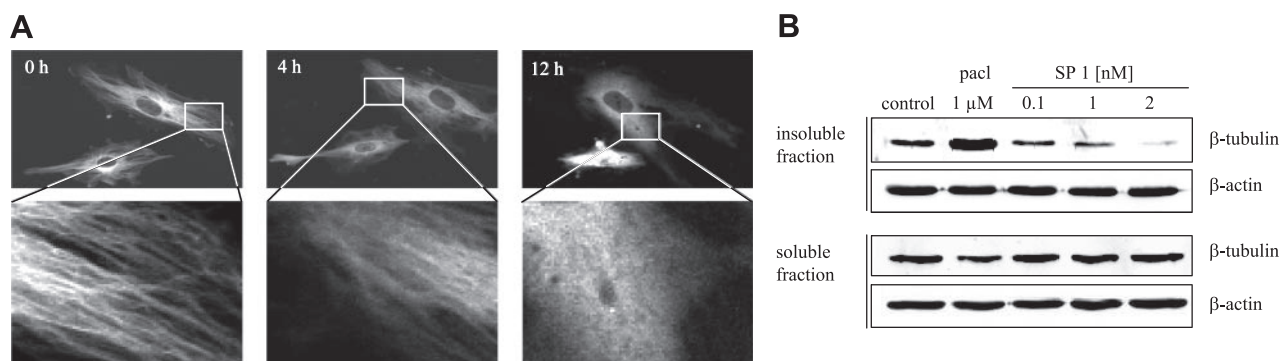 A
0 h
4 h
12 h
B
pacl
SP 1 [nM]
control
1 µM
0.1
1
2
insoluble
fraction
β-tubulin
β-actin
soluble
fraction
β-tubulin
β-actin